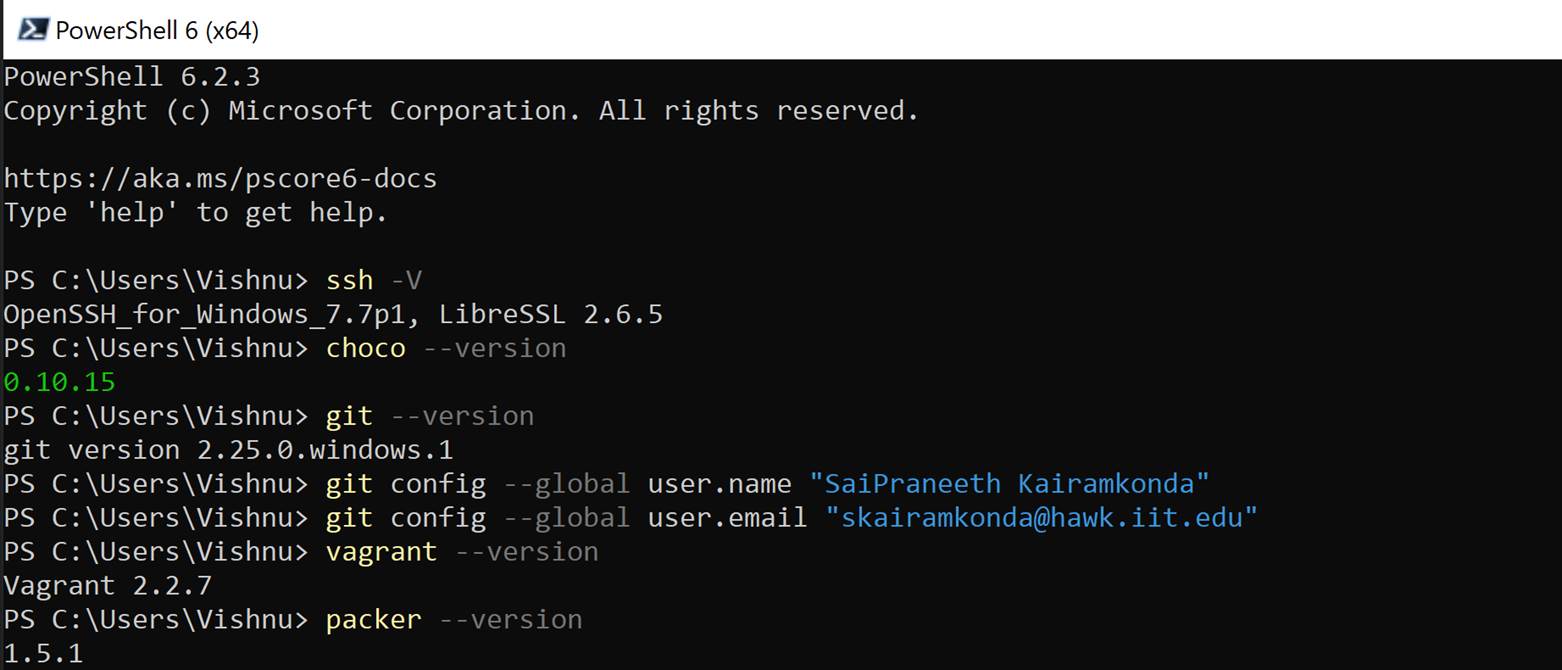 PowerShell 6 (x64)
PowerShell 6.2.3
Copyright (c) Microsoft Corporation. All rights reserved.
https://aka.ms/pscore6-docs
Type 'help' to get help.
PS C:\Users\Vishnu> ssh -V
OpenSSH_for_Windows_7.7p1, LibreSSL 2.6.5
PS C:\Users\Vishnu> choco --version
0.10.15
PS C:\Users\Vishnu> git --version
git version 2.25.0.windows.1
PS C:\Users\Vishnu> git config --global user.name "SaiPraneeth Kairamkonda"
PS C:\Users\Vishnu> git config --global user.email "skairamkonda@hawk.iit.edu"
PS C:\Users\Vishnu> vagrant --version
Vagrant 2.2.7
PS C:\Users\Vishnu> packer --version
1.5.1